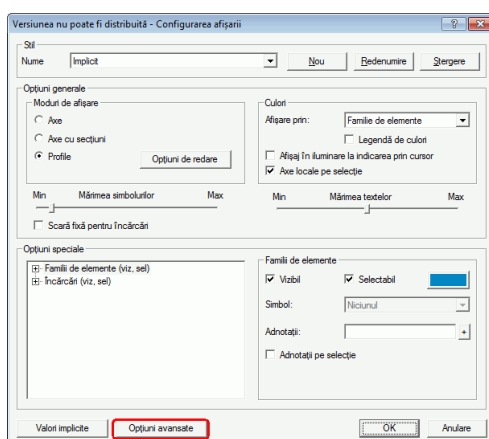 Versiunea nu poate fi distribuită - Configurarea afişarii
Stil
Nume
Implicit
Nou
Redenumire
Ştergere
Opţiuni generale
Moduri de afişare
Axe
Axe cu secţiuni
Profile
Opţiuni de redare
Culori
Afişare prin:
Familie de elemente
Legendă de culori
Afişaj în iluminare la indicarea prin cursor
Axe locale pe selecţie
Min
Mărimea simbolurilor
Max
Scară fixă pentru încărcări
Min
Mărimea textelor
Max
Opţiuni speciale
Familii de elemente (viz, sel)
încărcări (viz, sel)
Familii de elemente
Vizibil
Selectabil
Simbol:
Niciunul
Adnotaţii:
+
Adnotaţii pe selecţie
Valori implicite
Opţiuni avansate
OK
Anulare